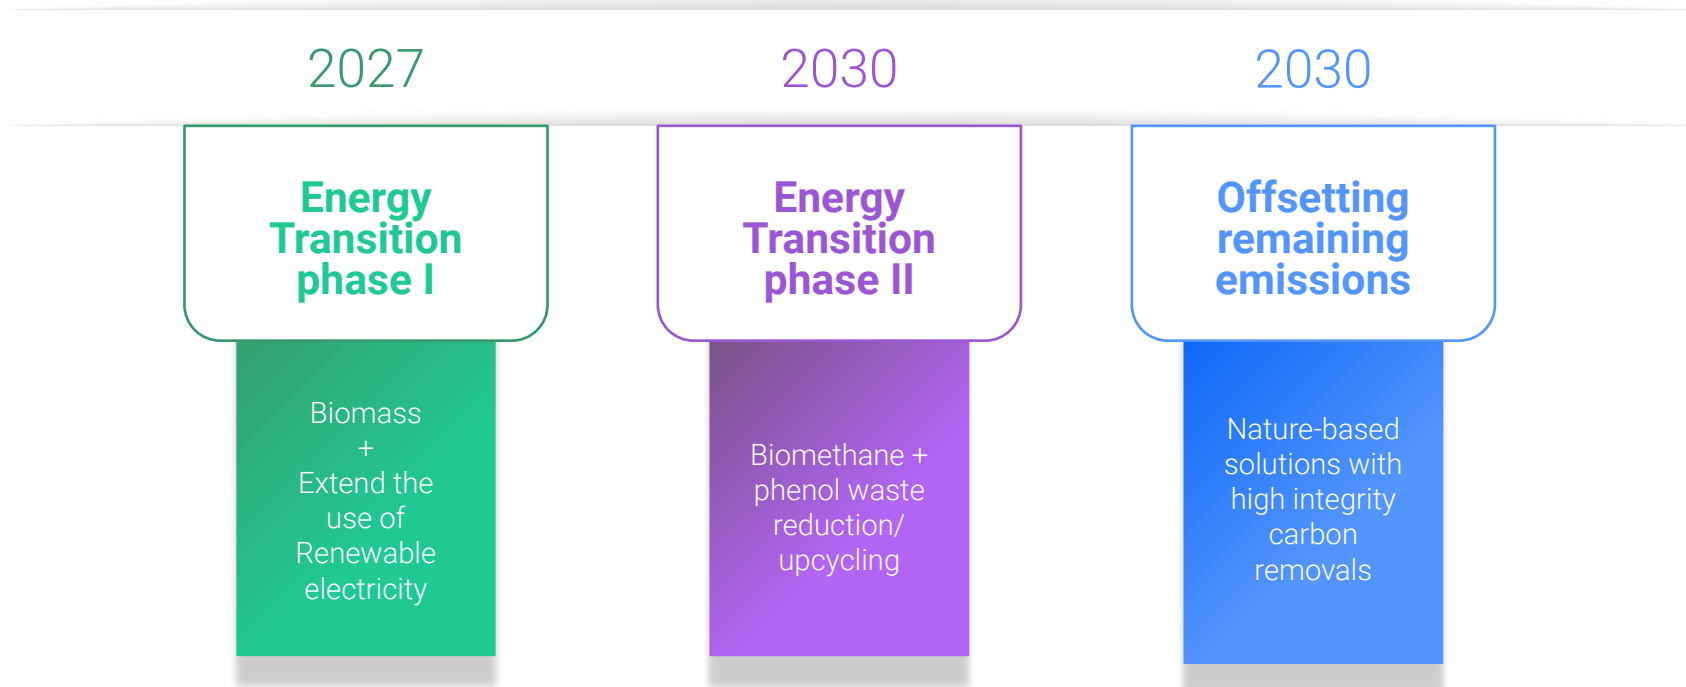 2027
2030
2030
Energy
Transition
phase I
Energy
Transition
phase II
Offsetting
remaining
emissions
Biomass
+
Extend the
use of
Renewable
electricity
Biomethane +
phenol waste
reduction/
upcycling
Nature-based
solutions with
high integrity
carbon
removals